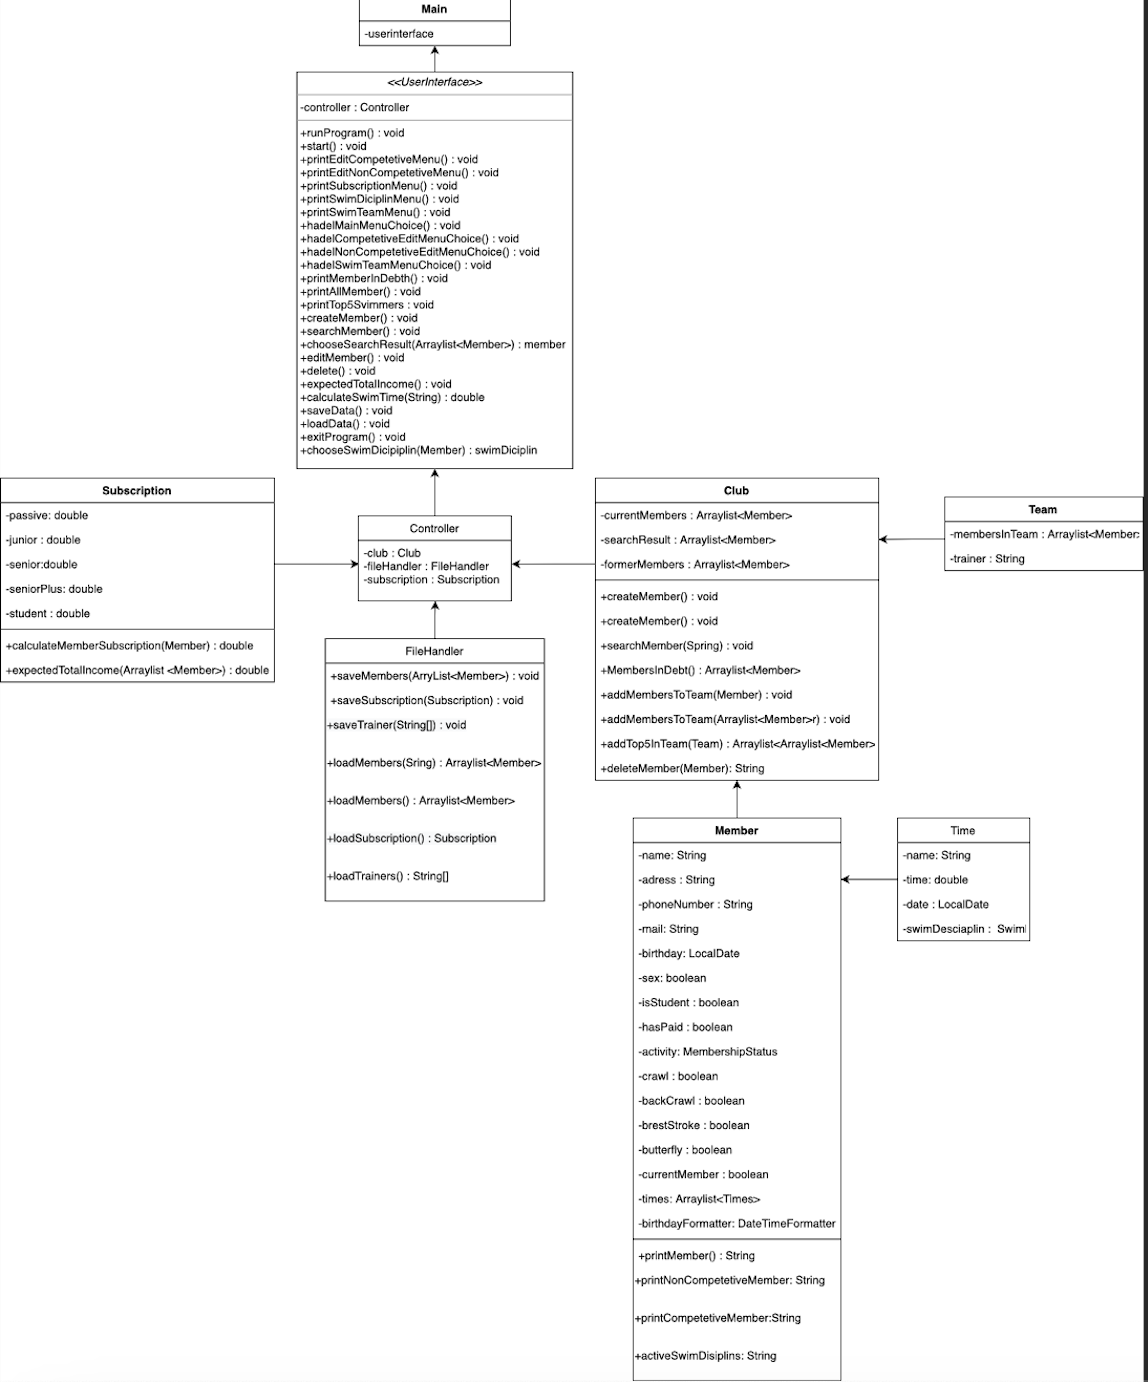 Main
-userinterface
<<UserInterface>>
-controller : Controller
+runProgram() : void
+start() : void
+printEditCompetetiveMenu() : void
+printEditNonCompetetiveMenu() : void
+printSubscriptionMenu() : void
+printSwimDiciplinMenu() : void
+printSwimTeamMenu() : void
+hadelMainMenuChoice() : void
+hadelCompetetiveEditMenuChoice() : void
+hadelNonCompetetiveEditMenuChoice() : void
+hadelSwimTeamMenuChoice() : void
+printMemberInDebth() : void
+printAllMember() : void
+printTop5Svimmers : void
+createMember() : void
+searchMember() : void
+chooseSearchResult(Arraylist<Member>) : member
+editMember() : void
+delete() : void
+expectedTotalIncome() : void
+calculateSwimTime(String) : double
+saveData() : void
+loadData() : void
+exitProgram() : void
+chooseSwimDicipiplin(Member) : swimDiciplin
Subscription
-passive: double
-junior : double
-senior:double
-seniorPlus: double
-student : double
+calculateMemberSubscription(Member) : double
+expectedTotalIncome(Arraylist <Member>) : double
Controller
-club : Club
-fileHandler : FileHandler
-subscription : Subscription
Club
-currentMembers : Arraylist<Member>
-searchResult : Arraylist<Member>
-formerMembers : Arraylist<Member>
+createMember() : void
+createMember() : void
+searchMember(Spring) : void
+MembersInDebt() : Arraylist<Member>
+addMembersToTeam(Member) : void
+addMembersToTeam(Arraylist<Member>r) : void
+addTop5InTeam(Team) : Arraylist<Arraylist<Member>
+deleteMember(Member): String
Team
-membersInTeam : Arraylist<Member:
-trainer : String
FileHandler
+saveMembers(ArryList<Member>) : void
+saveSubscription(Subscription) : void
+saveTrainer(String[]) : void
+loadMembers(Sring) : Arraylist<Member>
+loadMembers() : Arraylist<Member>
+loadSubscription() : Subscription
+loadTrainers() : String[]
Member
-name: String
-adress : String
-phoneNumber : String
-mail: String
-birthday: LocalDate
-sex: boolean
-isStudent : boolean
-hasPaid : boolean
-activity: MembershipStatus
-crawl : boolean
-backCrawl : boolean
-brestStroke : boolean
-butterfly : boolean
-currentMember : boolean
-times: Arraylist<Times>
-birthdayFormatter: DateTimeFormatter
+printMember() : String
+printNonCompetetiveMember: String
+printCompetetiveMember:String
+activeSwimDisiplins: String
Time
-name: String
-time: double
-date : LocalDate
-swimDesciaplin :